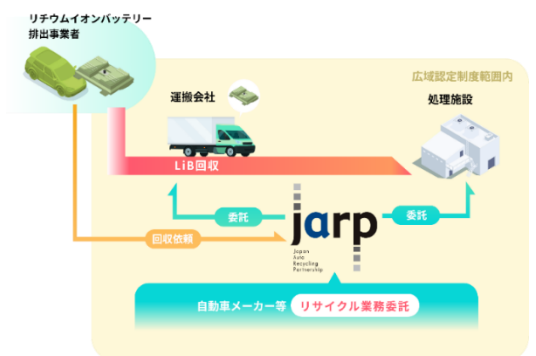 リチウムイオンバッテリー
排出事業者
広域認定制度範囲内
運搬会社
処理施設
LiB回収
委託
委託
回収依頼
jarp
Japan
Auto
Recycling
Partnership
自動車メーカー等 リサイクル業務委託